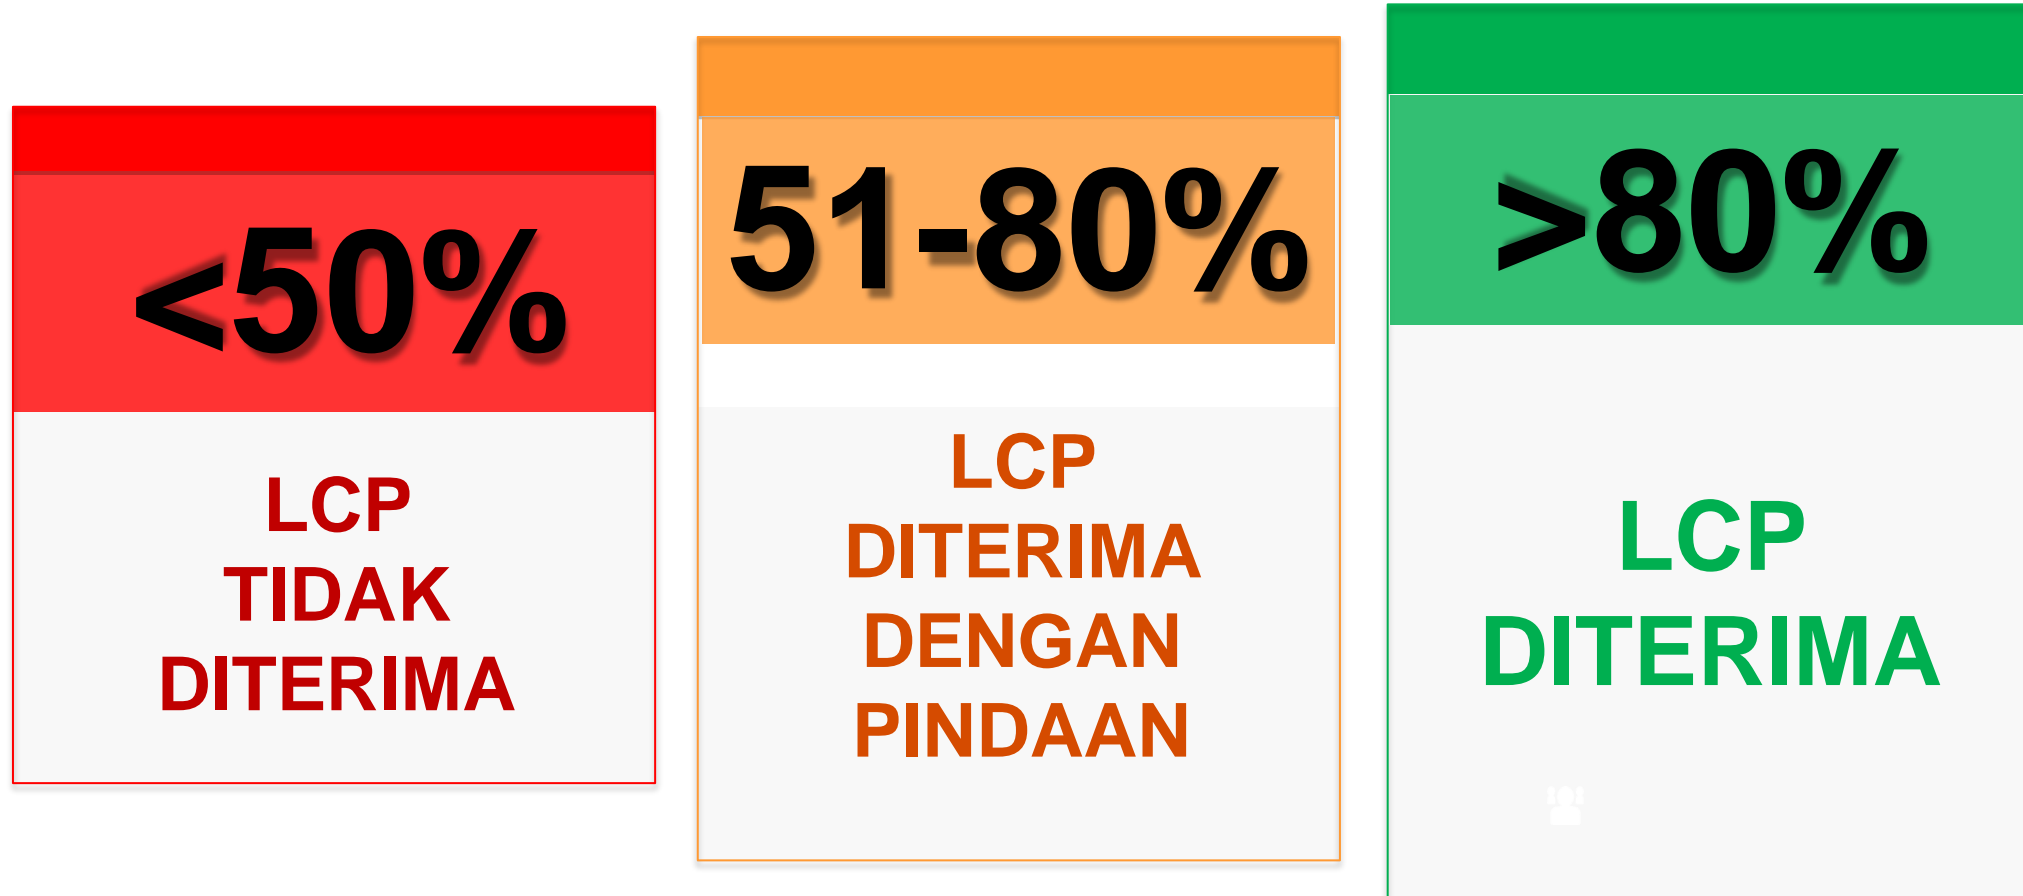 <50%
LCP
TIDAK
DITERIMA
51-80%
LCP
DITERIMA
DENGAN
PINDAAN
>80%
LCP
DITERIMA